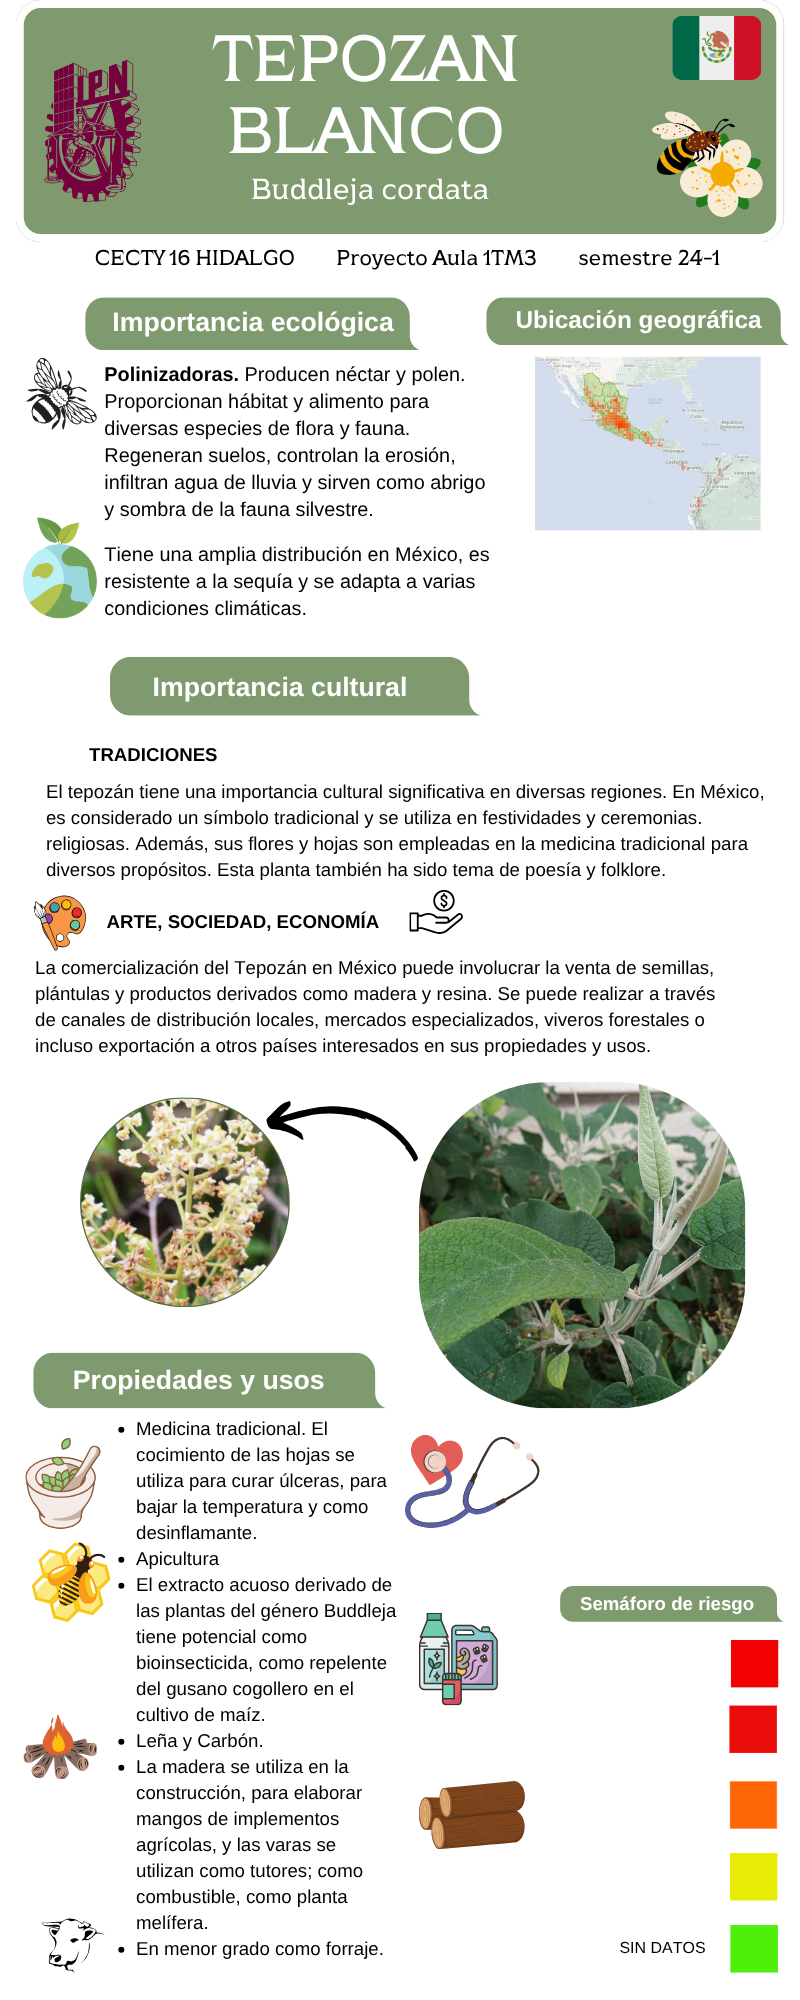 IPN
TEPOZAN
BLANCO
Buddleja cordata
CECTY 16 HIDALGO Proyecto Aula 1TM3 semestre 24-1
Importancia ecológica
Polinizadoras. Producen néctar y polen.
Proporcionan hábitat y alimento para
diversas especies de flora y fauna.
Regeneran suelos, controlan la erosión,
infiltran agua de lluvia y sirven como abrigo
y sombra de la fauna silvestre.
Tiene una amplia distribución en México, es
resistente a la sequía y se adapta a varias
condiciones climáticas.
Ubicación geográfica
Importancia cultural
TRADICIONES
El tepozán tiene una importancia cultural significativa en diversas regiones. En México,
es considerado un símbolo tradicional y se utiliza en festividades y ceremonias.
religiosas. Además, sus flores y hojas son empleadas en la medicina tradicional para
diversos propósitos. Esta planta también ha sido tema de poesía y folklore.
ARTE, SOCIEDAD, ECONOMÍA
La comercialización del Tepozán en México puede involucrar la venta de semillas,
plántulas y productos derivados como madera y resina. Se puede realizar a través
de canales de distribución locales, mercados especializados, viveros forestales o
incluso exportación a otros países interesados en sus propiedades y usos.
Propiedades y usos
• Medicina tradicional. El
cocimiento de las hojas se
utiliza para curar úlceras, para
bajar la temperatura y como
desinflamante.
• Apicultura
• El extracto acuoso derivado de
las plantas del género Buddleja
tiene potencial como
bioinsecticida, como repelente
del gusano cogollero en el
cultivo de maíz.
• Leña y Carbón.
• La madera se utiliza en la
construcción, para elaborar
mangos de implementos
agrícolas, y las varas se
utilizan como tutores; como
combustible, como planta
melífera.
• En menor grado como forraje.
Semáforo de riesgo
SIN DATOS